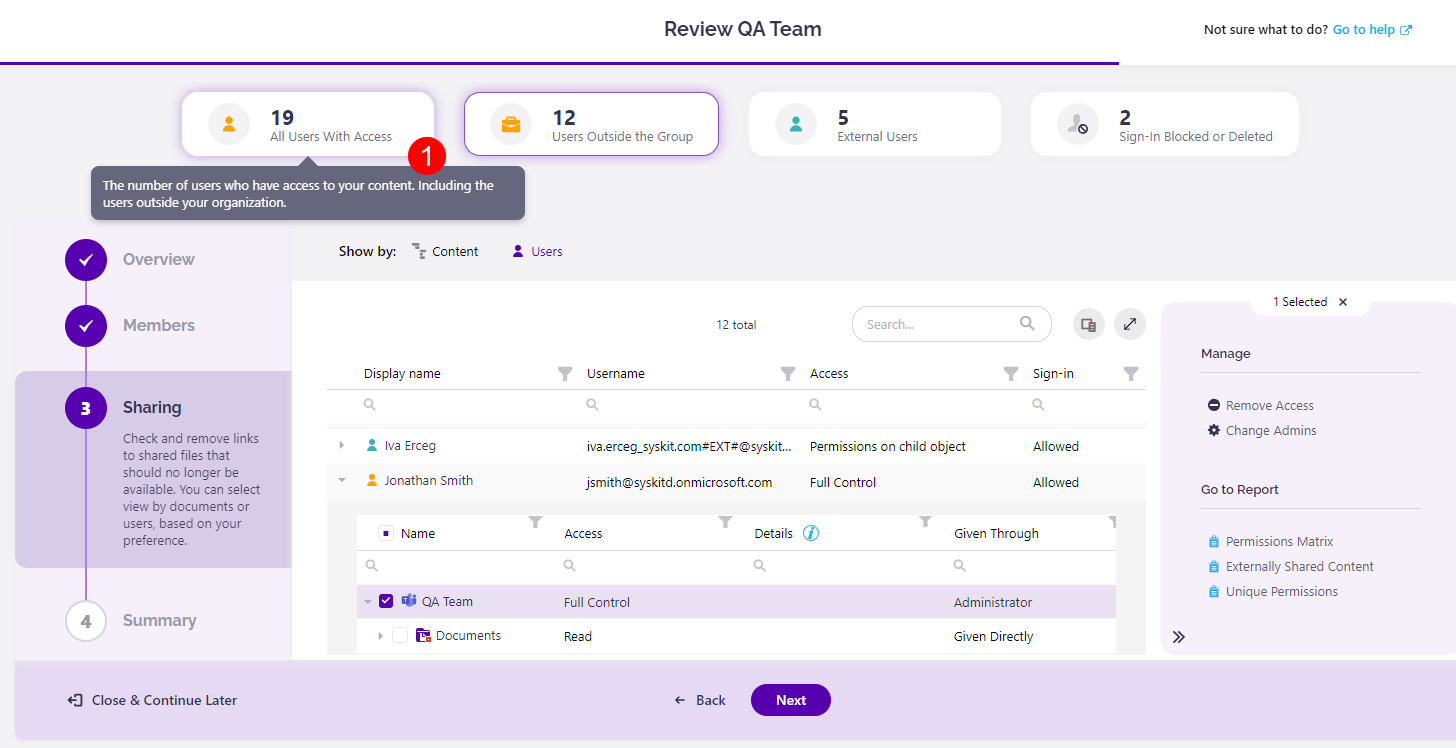 Review QA Team
Not sure what to do? Go to help
19
All Users With Access
12
Users Outside the Group
5
External Users
2
Sign-In Blocked or Deleted
1
The number of users who have access to your content. Including the
users outside your organization.
Overview
Members
3
Sharing
Check and remove links
to shared files that
should no longer be
available. You can select
view by documents or
users, based on your
preference.
4
Summary
Show by: Content Users
12 total
Search...
Display name Username Access Sign-in
Iva Erceg iva.erceg_syskit.com#EXT#@syskit... Permissions on child object Allowed
Jonathan Smith jsmith@syskitd.onmicrosoft.com Full Control Allowed
Name Access Details i Given Through
QA Team Full Control Administrator
Documents Read Given Directly
1 Selected
Manage
Remove Access
Change Admins
Go to Report
Permissions Matrix
Externally Shared Content
Unique Permissions
Close & Continue Later
Back
Next